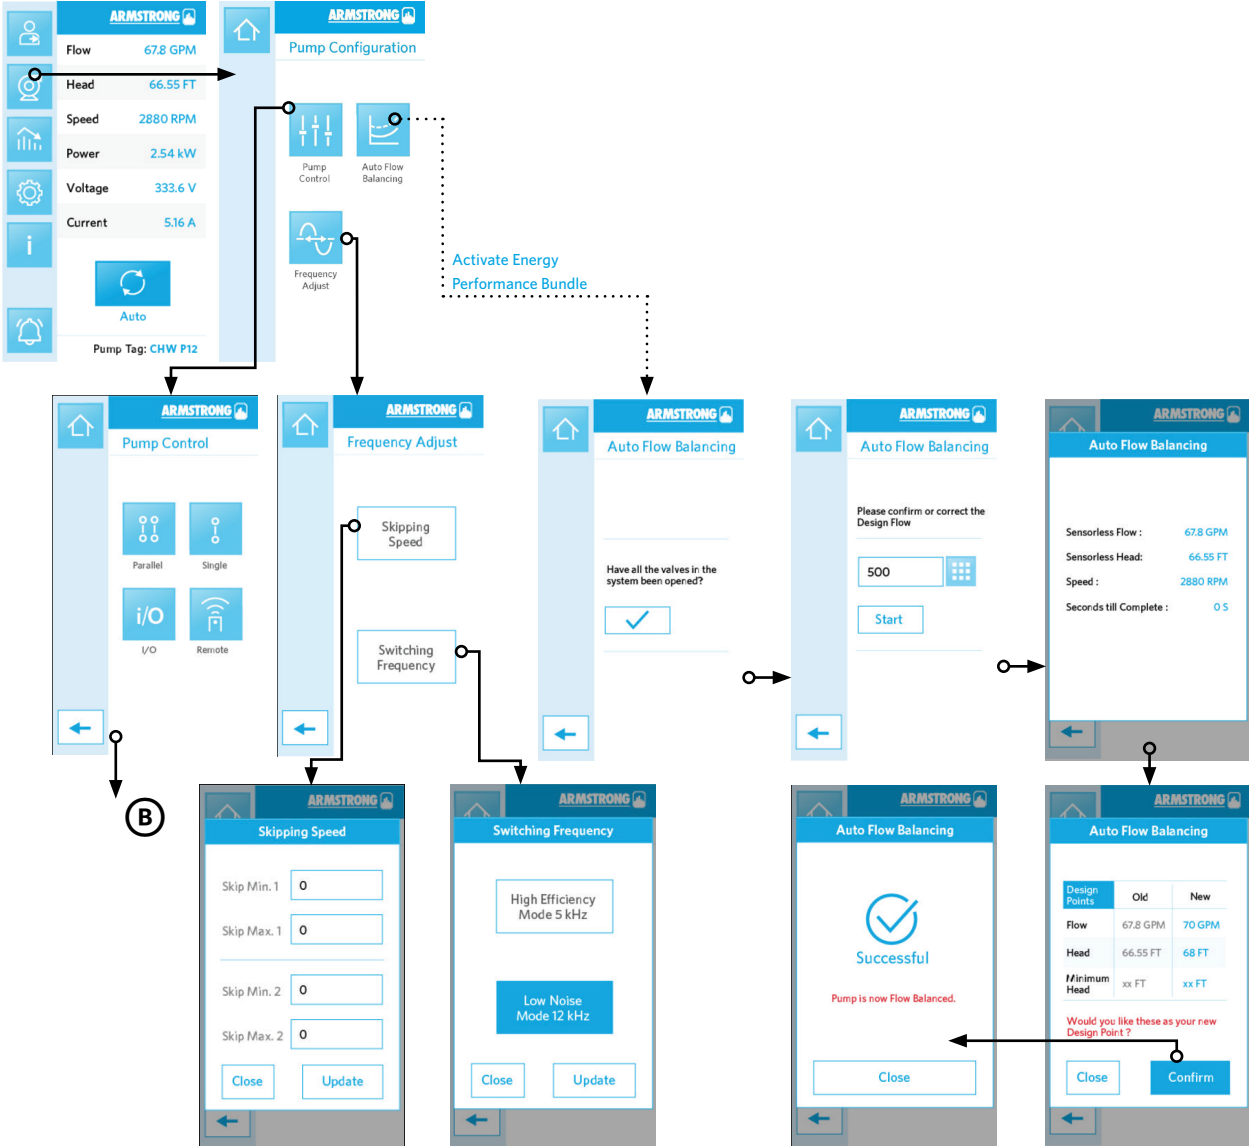 ARMSTRONG
Flow 67.8 GPM
Head 66.55 FT
Speed 2880 RPM
Power 2.54 kW
Voltage 333.6 V
Current 5.16 A
i
Auto
Pump Tag: CHW P12
ARMSTRONG
Pump Configuration
Pump
Control
Auto Flow
Balancing
Frequency
Adjust
Activate Energy
Performance Bundle
ARMSTRONG
Pump Control
Parallel
Single
i/O
I/O
Remote
B
ARMSTRONG
Frequency Adjust
Skipping
Speed
Switching
Frequency
ARMSTRONG
Auto Flow Balancing
Have all the valves in the
system been opened?
ARMSTRONG
Auto Flow Balancing
Please confirm or correct the
Design Flow
500
Start
ARMSTRONG
Auto Flow Balancing
Sensorless Flow : 67.8 GPM
Sensorless Head: 66.55 FT
Speed : 2880 RPM
Seconds till Complete : 0 S
ARMSTRONG
Skipping Speed
Skip Min. 1 0
Skip Max. 1 0
Skip Min. 2 0
Skip Max. 2 0
Close Update
ARMSTRONG
Switching Frequency
High Efficiency
Mode 5 kHz
Low Noise
Mode 12 kHz
Close Update
ARMSTRONG
Auto Flow Balancing
Successful
Pump is now Flow Balanced.
Close
ARMSTRONG
Auto Flow Balancing
Design
Points
Old New
Flow 67.8 GPM 70 GPM
Head 66.55 FT 68 FT
Minimum
Head
xx FT xx FT
Would you like these as your new
Design Point ?
Close Confirm